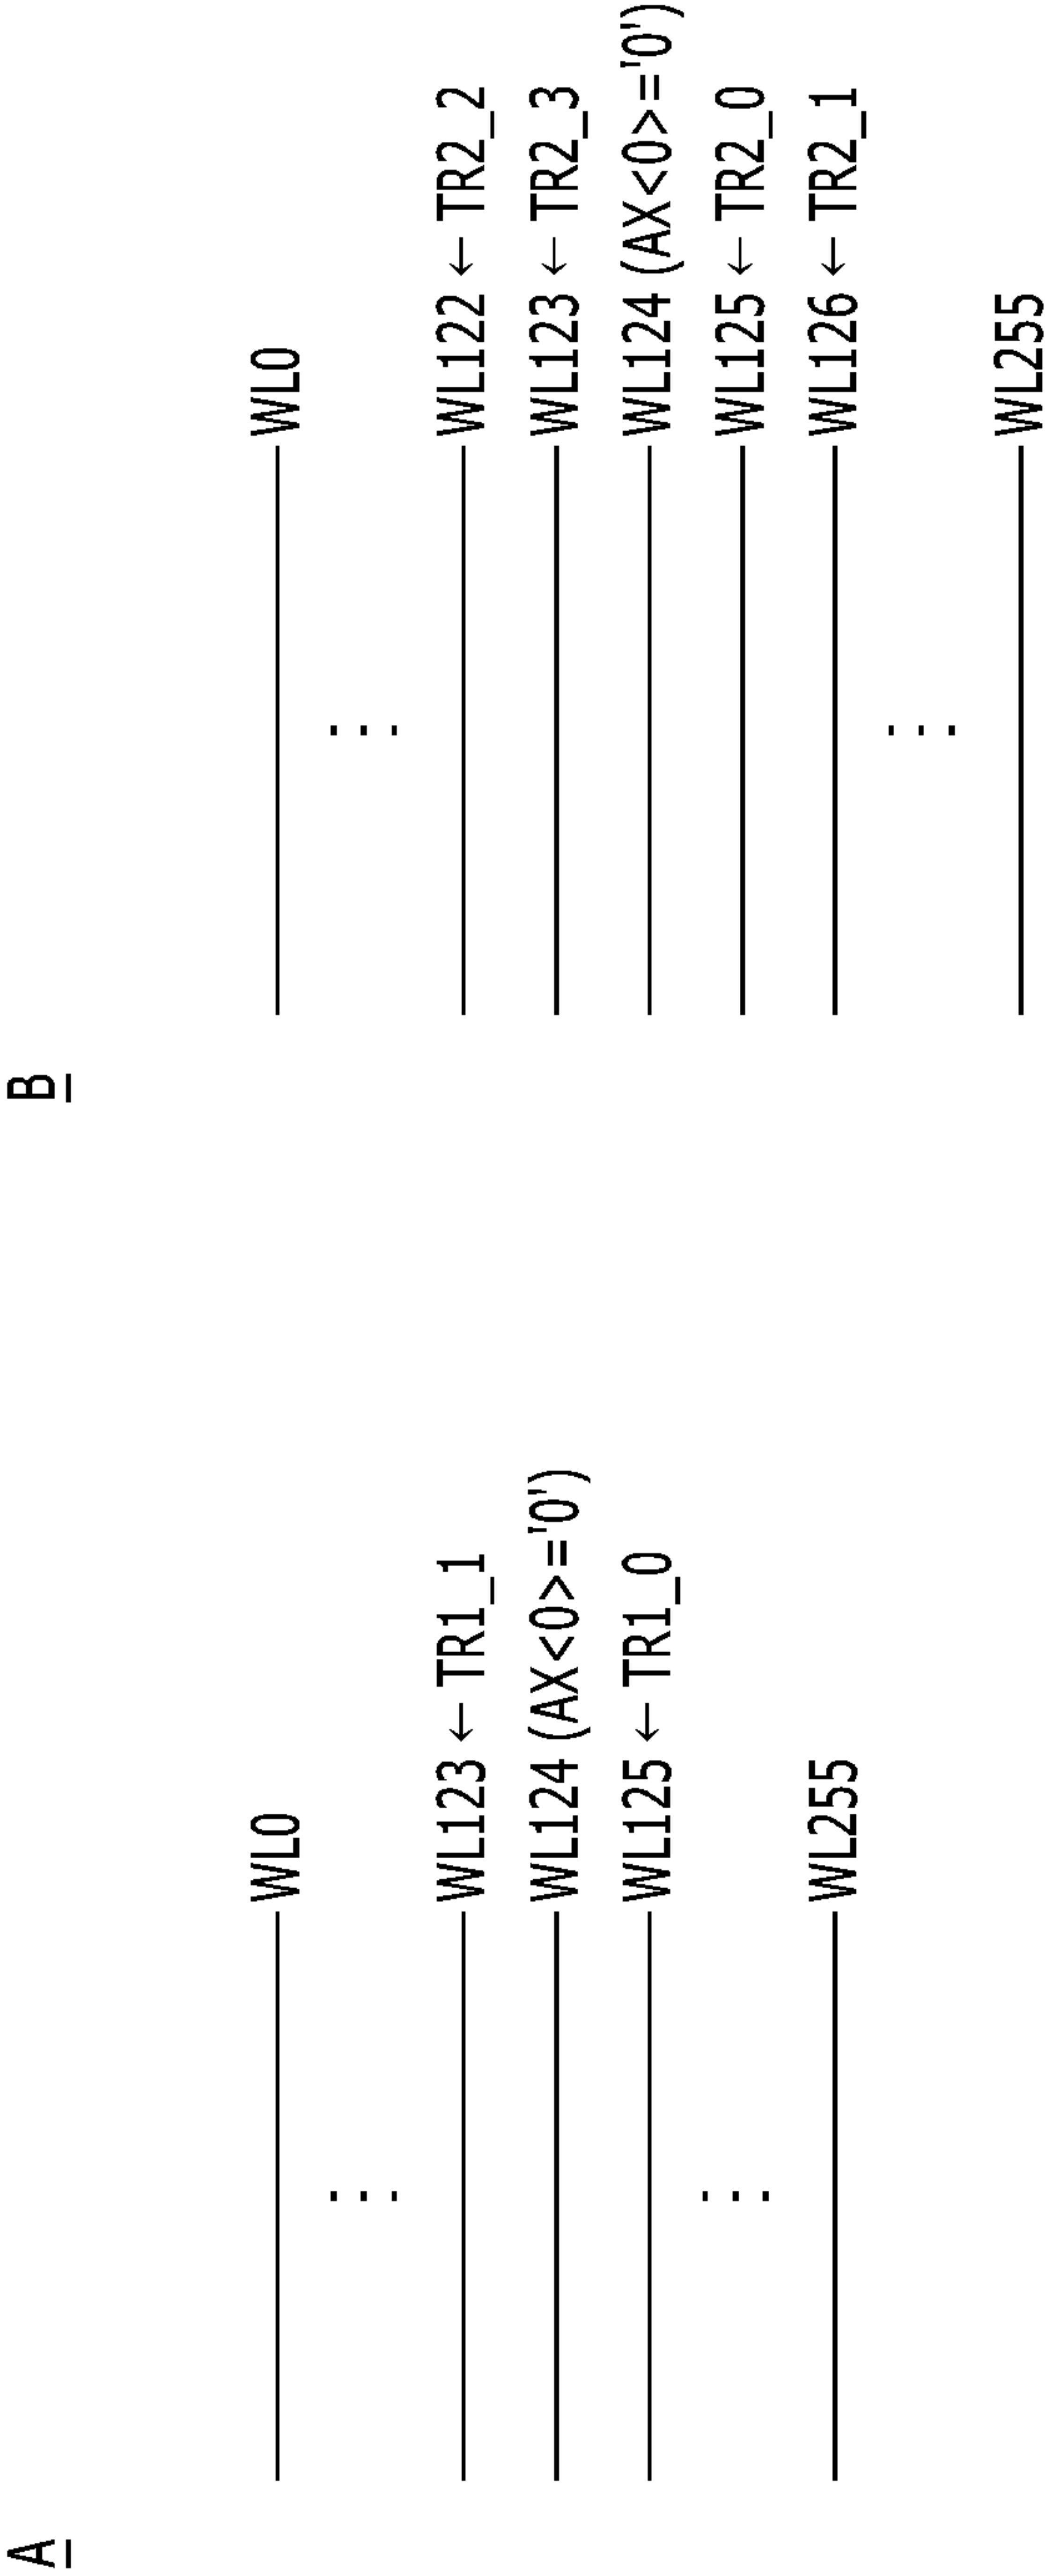 A
WL0
...
WL123 ← TR1_1
WL124 (AX<0>='0')
WL125 ← TR1_0
...
WL255
B
WL0
...
WL122 ← TR2_2
WL123 ← TR2_3
WL124 (AX<0>='0')
WL125 ← TR2_0
WL126 ← TR2_1
...
WL255